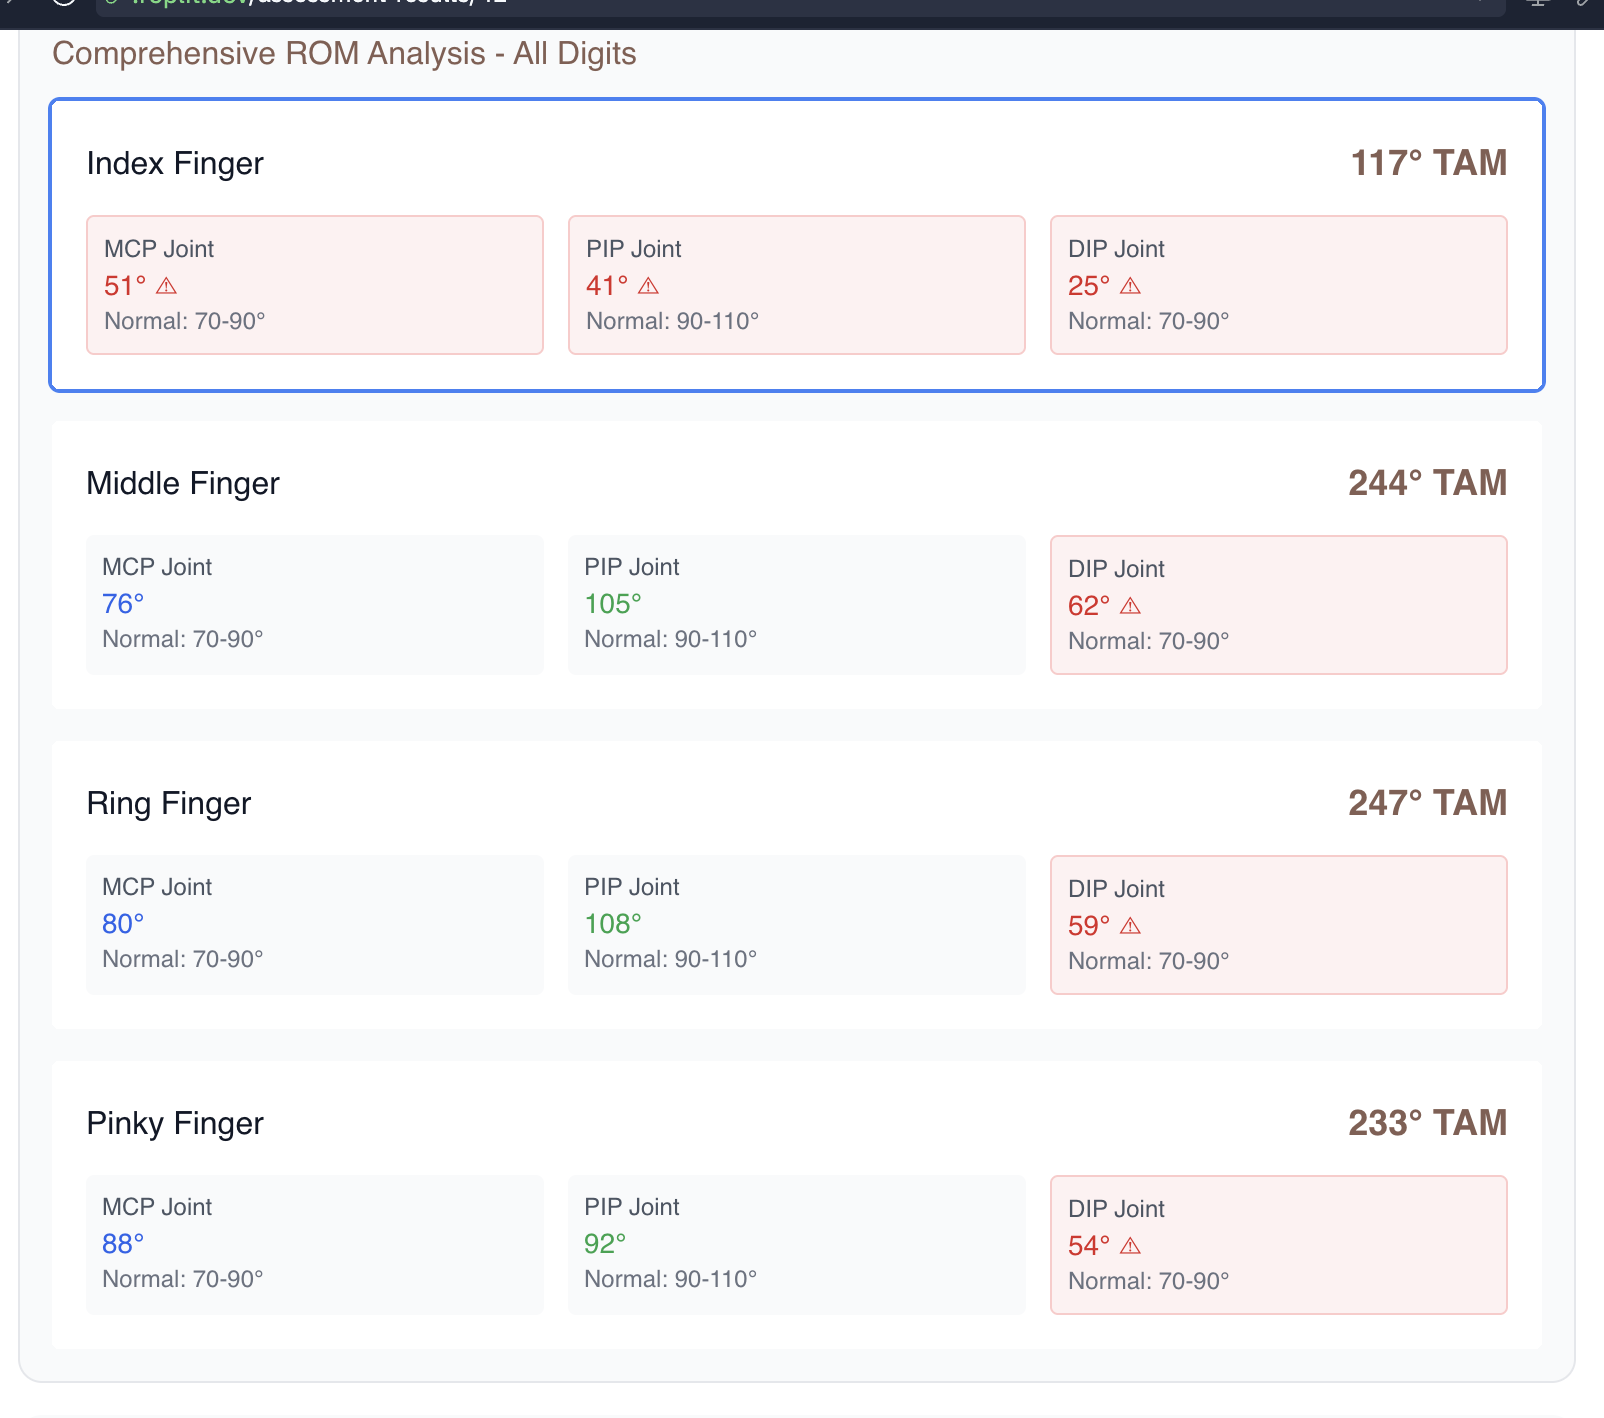 Comprehensive ROM Analysis - All Digits
Index Finger
117° TAM
MCP Joint
51° ⚠
Normal: 70-90°
PIP Joint
41° ⚠
Normal: 90-110°
DIP Joint
25° ⚠
Normal: 70-90°
Middle Finger
244° TAM
MCP Joint
76°
Normal: 70-90°
PIP Joint
105°
Normal: 90-110°
DIP Joint
62° ⚠
Normal: 70-90°
Ring Finger
247° TAM
MCP Joint
80°
Normal: 70-90°
PIP Joint
108°
Normal: 90-110°
DIP Joint
59° ⚠
Normal: 70-90°
Pinky Finger
233° TAM
MCP Joint
88°
Normal: 70-90°
PIP Joint
92°
Normal: 90-110°
DIP Joint
54° ⚠
Normal: 70-90°